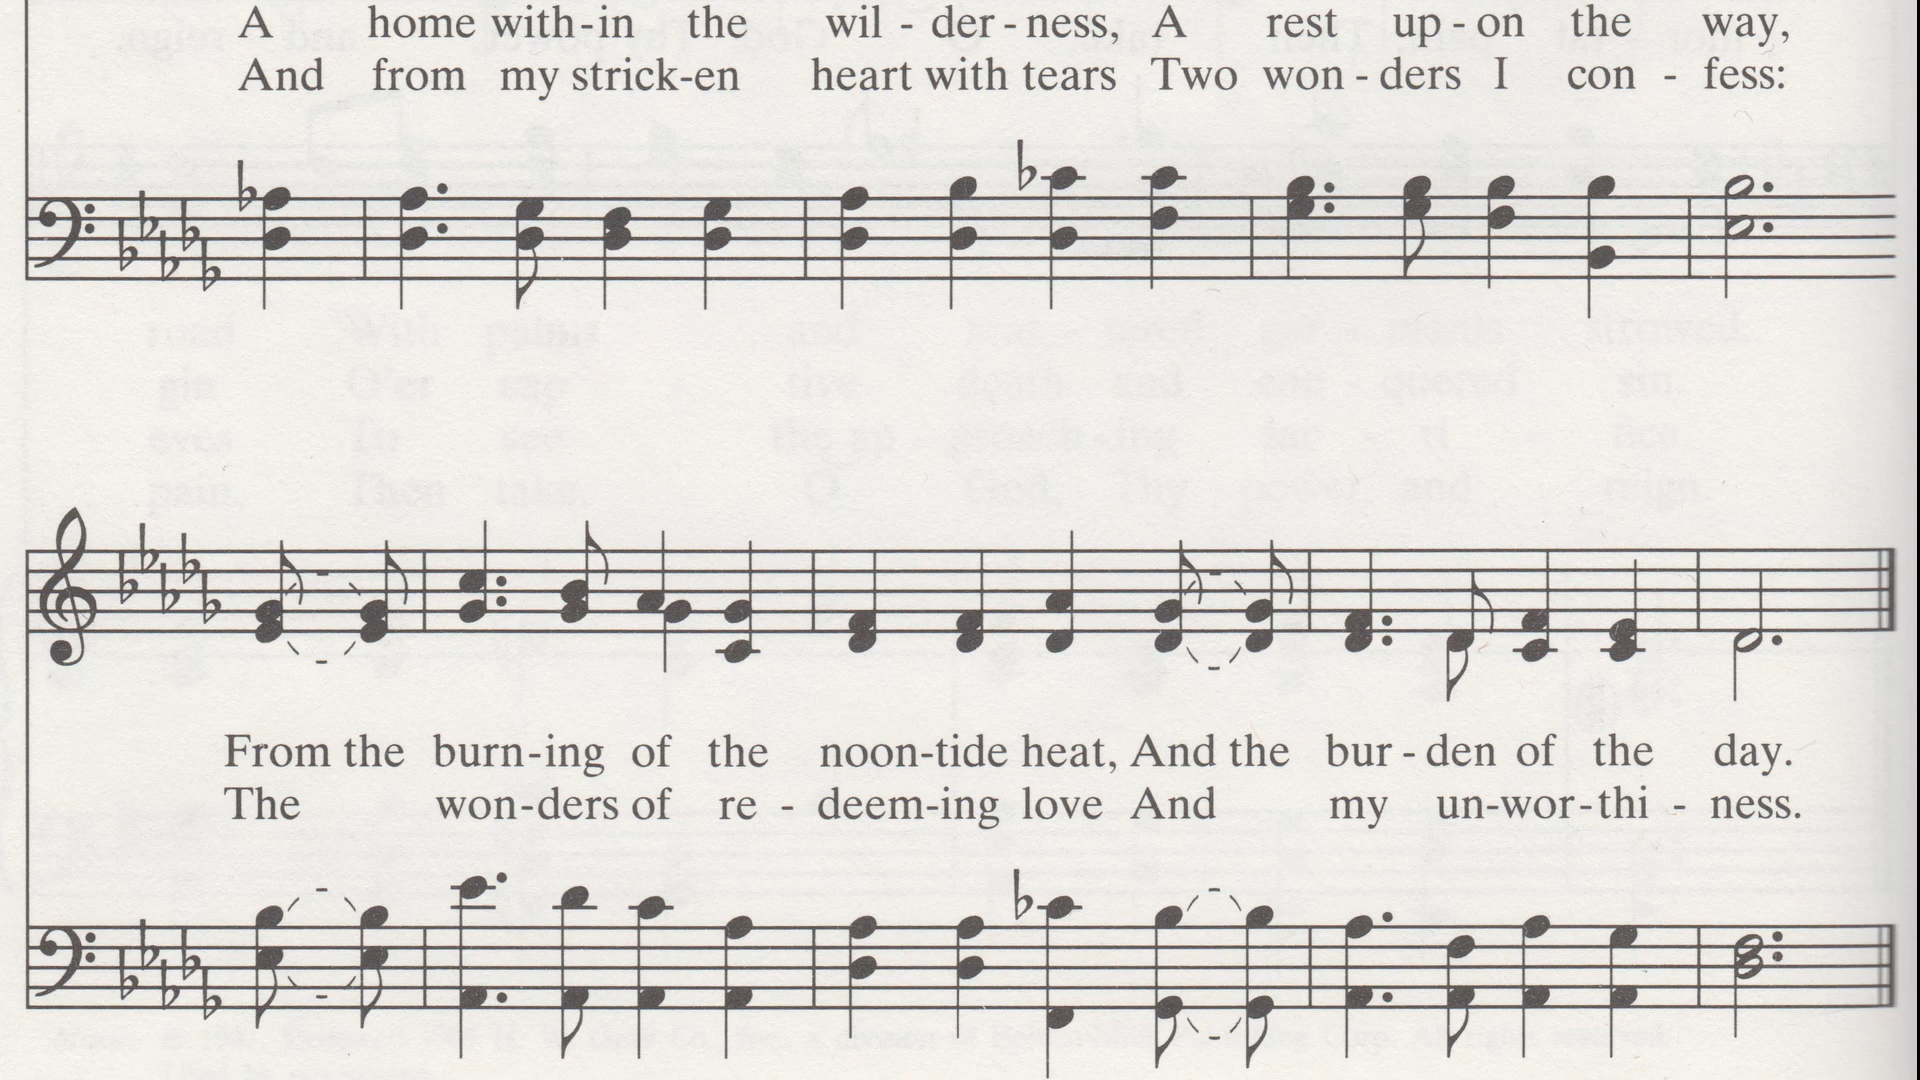 A home with-in the wil - der - ness, A rest up - on the way,
And from my strick-en heart with tears Two won - ders I con - fess:
From the burn-ing of the noon-tide heat, And the bur - den of the day.
The won-ders of re - deem-ing love And my un-wor-thi - ness.